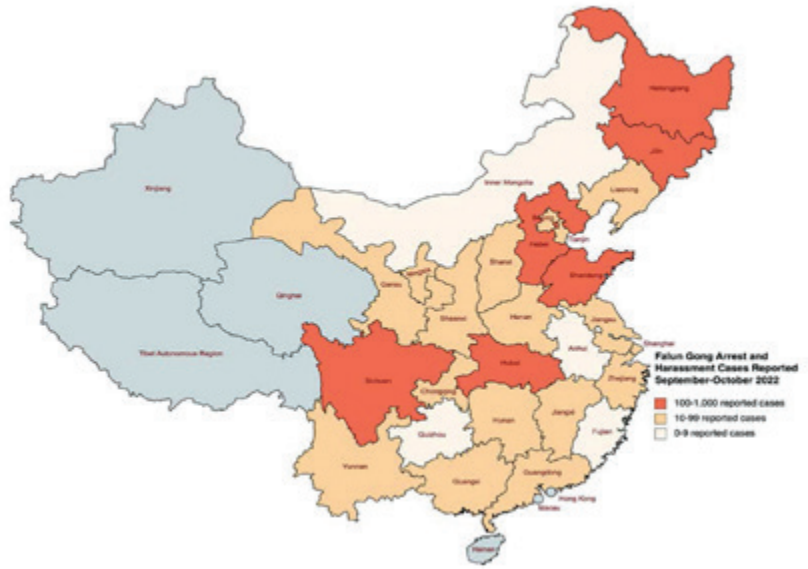 Heilongjiang
Jilin
Xinjiang
Inner Mongolia
Liaoning
Tianjin
Hebei
Shanxi
Shandong
Gansu
Qinghai
Shaanxi
Henan
Jiangsu
Shanghai
Tibet Autonomous Region
Anhui
Hubei
Sichuan
Chongqing
Zhejiang
Falun Gong Arrest and
Harassment Cases Reported
September-October 2022
100-1,000 reported cases
10-99 reported cases
0-9 reported cases
Hunan
Jiangxi
Guizhou
Fujian
Yunnan
Guangxi
Guangdong
Hong Kong
Macau
Hainan